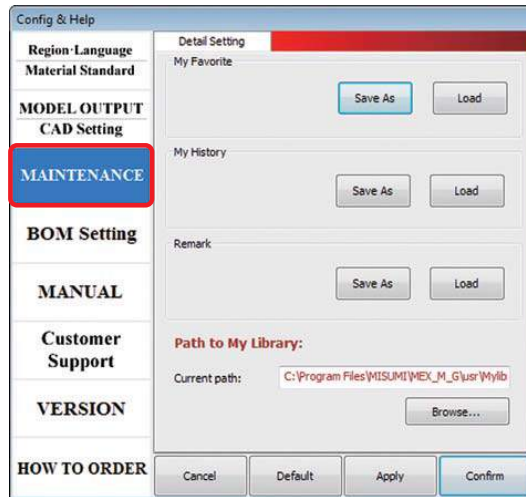 Config & Help
Region·Language
Material Standard
MODEL OUTPUT
CAD Setting
MAINTENANCE
BOM Setting
MANUAL
Customer
Support
VERSION
HOW TO ORDER
Detail Setting
My Favorite
Save As Load
My History
Save As Load
Remark
Save As Load
Path to My Library:
Current path: C:\Program Files\MISUMI\MEX_M_G\usr\Mylib
Browse...
Cancel Default Apply Confirm